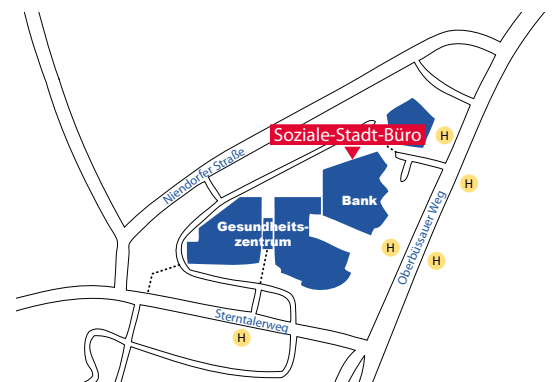 H
Soziale-Stadt-Büro
Niendorfer Straße
H
Bank
Gesundheits-
zentrum
H
H
Oberbüssauer Weg
Sterntalerweg
H